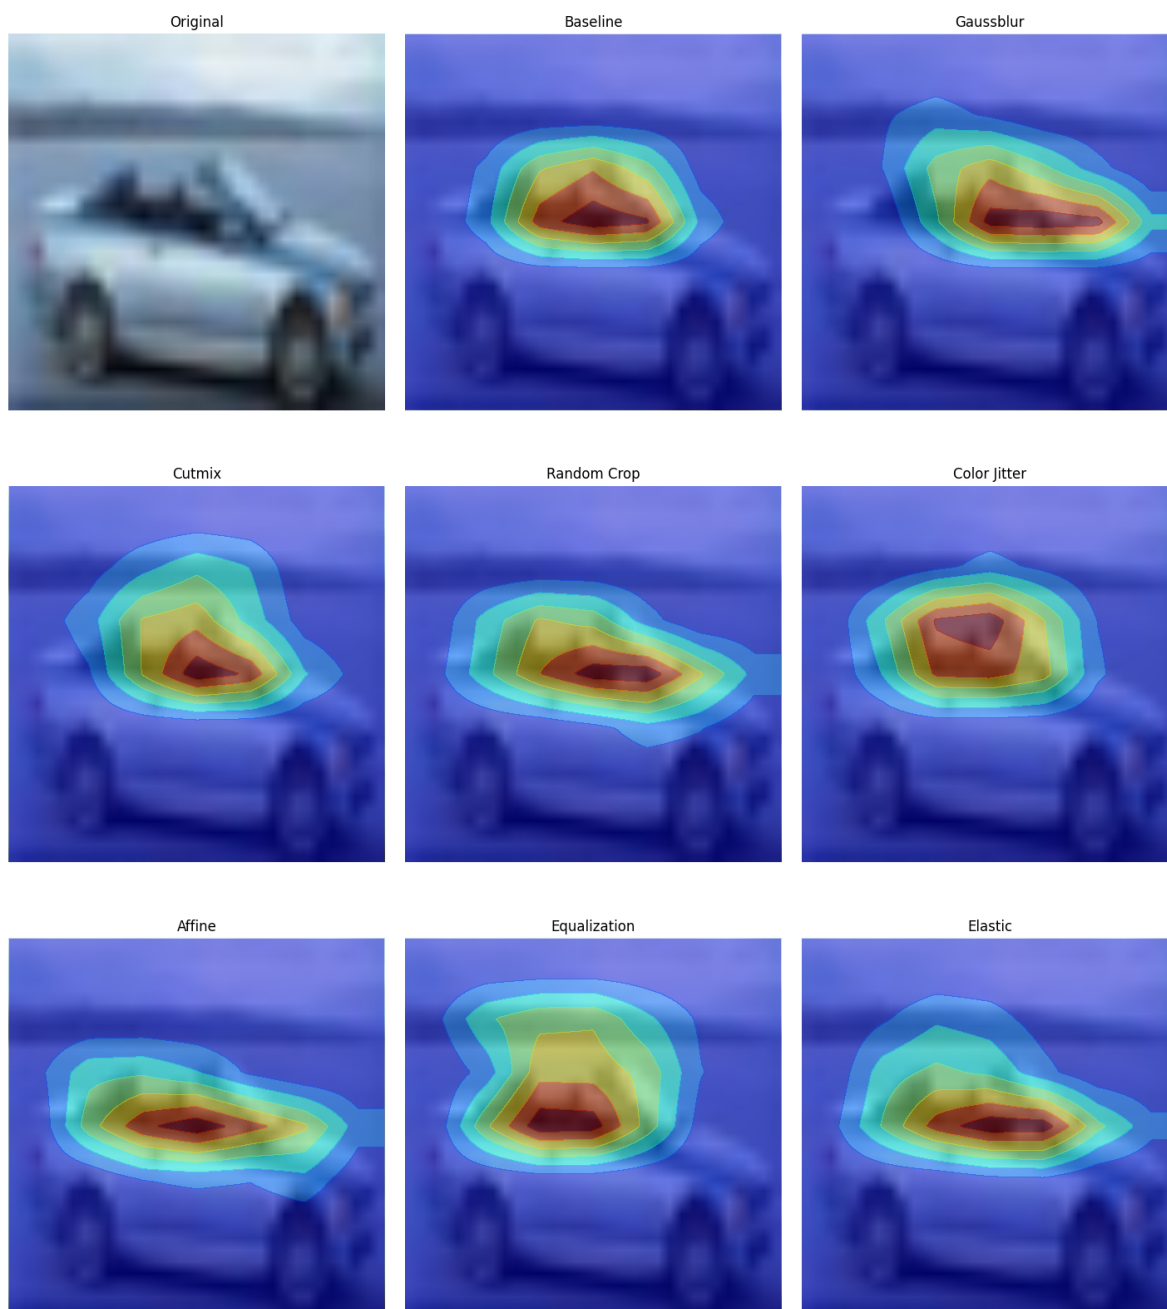 Original
Baseline
Gaussblur
Cutmix
Random Crop
Color Jitter
Affine
Equalization
Elastic